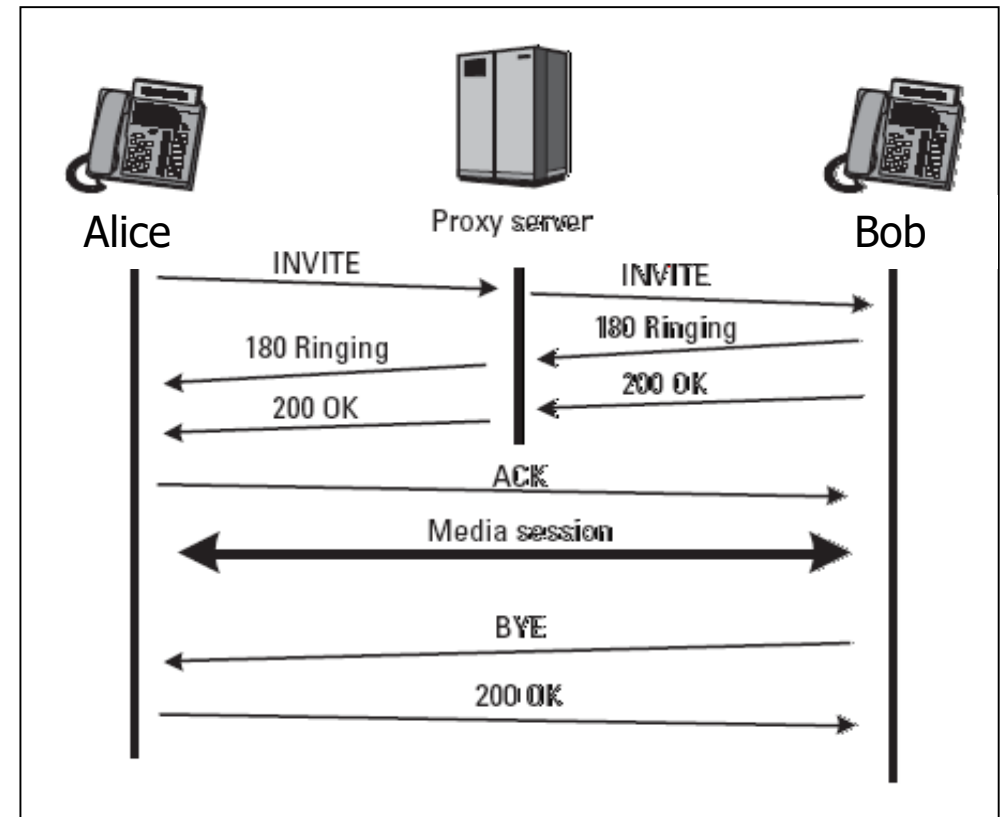 Proxy server
Alice
Bob
INVITE
INVITE
180 Ringing
180 Ringing
200 OK
200 OK
ACK
Media session
BYE
200 OK